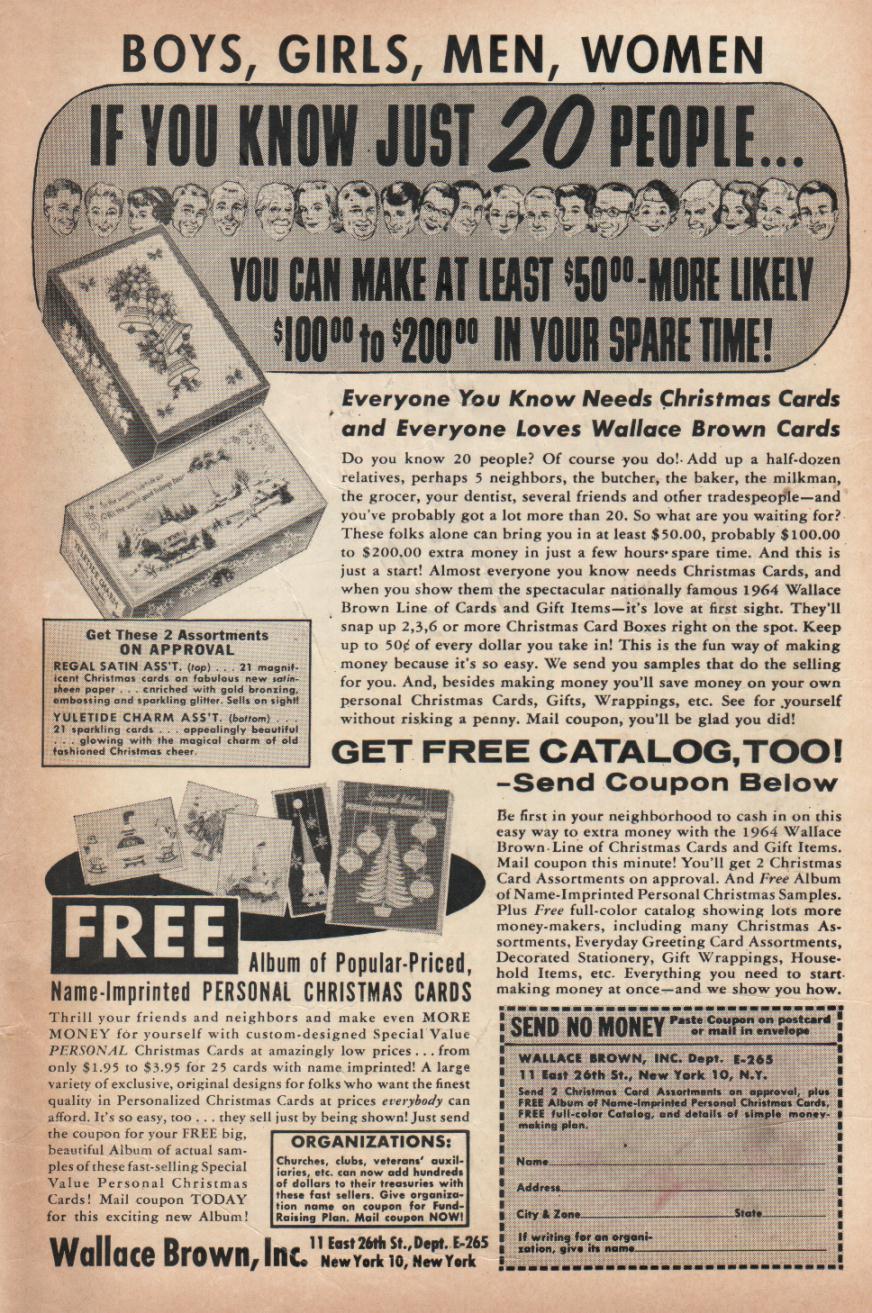 BOYS, GIRLS, MEN, WOMEN
IF YOU KNOW JUST 20 PEOPLE...
YOU CAN MAKE AT LEAST $50⁰⁰-MORE LIKELY
$100⁰⁰ to $200⁰⁰ IN YOUR SPARE TIME!
YULETIDE CHARM
Everyone You Know Needs Christmas Cards
and Everyone Loves Wallace Brown Cards
Do you know 20 people? Of course you do! Add up a half-dozen
relatives, perhaps 5 neighbors, the butcher, the baker, the milkman,
the grocer, your dentist, several friends and other tradespeople—and
you've probably got a lot more than 20. So what are you waiting for?
These folks alone can bring you in at least $50.00, probably $100.00
to $200.00 extra money in just a few hours spare time. And this is
just a start! Almost everyone you know needs Christmas Cards, and
when you show them the spectacular nationally famous 1964 Wallace
Brown Line of Cards and Gift Items—it's love at first sight. They'll
snap up 2,3,6 or more Christmas Card Boxes right on the spot. Keep
up to 50¢ of every dollar you take in! This is the fun way of making
money because it's so easy. We send you samples that do the selling
for you. And, besides making money you'll save money on your own
personal Christmas Cards, Gifts, Wrappings, etc. See for yourself
without risking a penny. Mail coupon, you'll be glad you did!
Get These 2 Assortments
ON APPROVAL
REGAL SATIN ASS'T. (top) . . . 21 magnif-
icent Christmas cards on fabulous new satin-
sheen paper . . . enriched with gold bronzing,
embossing and sparkling glitter. Sells on sight!
YULETIDE CHARM ASS'T. (bottom) . . .
21 sparkling cards . . . appealingly beautiful
. . . glowing with the magical charm of old
fashioned Christmas cheer.
GET FREE CATALOG, TOO!
–Send Coupon Below
Be first in your neighborhood to cash in on this
easy way to extra money with the 1964 Wallace
Brown Line of Christmas Cards and Gift Items.
Mail coupon this minute! You'll get 2 Christmas
Card Assortments on approval. And Free Album
of Name-Imprinted Personal Christmas Samples.
Plus Free full-color catalog showing lots more
money-makers, including many Christmas As-
sortments, Everyday Greeting Card Assortments,
Decorated Stationery, Gift Wrappings, House-
hold Items, etc. Everything you need to start
making money at once—and we show you how.
Special Value
FREE
Album of Popular-Priced,
Name-Imprinted PERSONAL CHRISTMAS CARDS
Thrill your friends and neighbors and make even MORE
MONEY for yourself with custom-designed Special Value
PERSONAL Christmas Cards at amazingly low prices . . . from
only $1.95 to $3.95 for 25 cards with name imprinted! A large
variety of exclusive, original designs for folks who want the finest
quality in Personalized Christmas Cards at prices everybody can
afford. It's so easy, too . . . they sell just by being shown! Just send
the coupon for your FREE big,
beautiful Album of actual sam-
ples of these fast-selling Special
Value Personal Christmas
Cards! Mail coupon TODAY
for this exciting new Album!
ORGANIZATIONS:
Churches, clubs, veterans' auxil-
iaries, etc. can now add hundreds
of dollars to their treasuries with
these fast sellers. Give organiza-
tion name on coupon for Fund-
Raising Plan. Mail coupon NOW!
Wallace Brown, Inc. 11 East 26th St., Dept. E-265
New York 10, New York
SEND NO MONEY Paste Coupon on postcard
or mail in envelope
WALLACE BROWN, INC. Dept. E-265
11 East 26th St., New York 10, N.Y.
Send 2 Christmas Card Assortments on approval, plus
FREE Album of Name-Imprinted Personal Christmas Cards,
FREE full-color Catalog, and details of simple money-
making plan.
Name
Address
City & Zone State
If writing for an organi-
zation, give its name